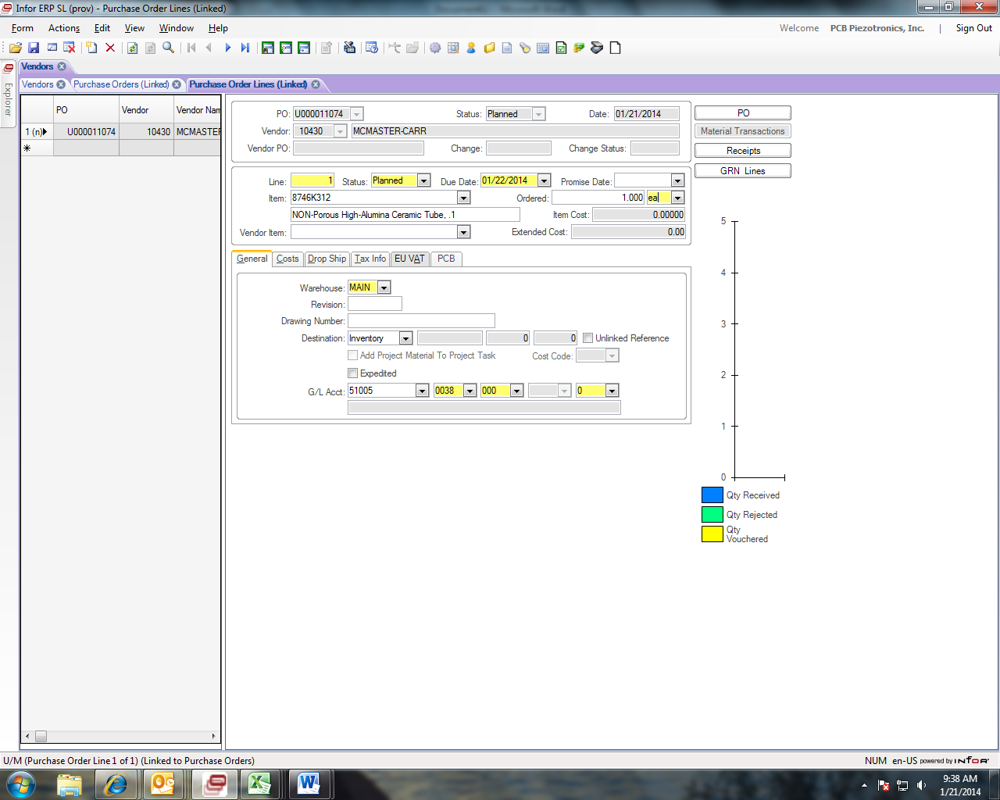 Infor ERP SL (prov) - Purchase Order Lines (Linked)
Form Actions Edit View Window Help
Welcome PCB Piezotronics, Inc. | Sign Out
Explorer
Vendors
Vendors Purchase Orders (Linked) Purchase Order Lines (Linked)
PO Vendor Vendor Nam
1 (n) U000011074 10430 MCMASTER
PO: U000011074 Status: Planned Date: 01/21/2014
Vendor: 10430 MCMASTER-CARR
Vendor PO: Change: Change Status:
PO
Material Transactions
Receipts
GRN Lines
Line: 1 Status: Planned Due Date: 01/22/2014 Promise Date:
Item: 8746K312 Ordered: 1.000 ea
NON-Porous High-Alumina Ceramic Tube, .1 Item Cost: 0.00000
Vendor Item: Extended Cost: 0.00
General Costs Drop Ship Tax Info EU VAT PCB
Warehouse: MAIN
Revision:
Drawing Number:
Destination: Inventory 0 0 Unlinked Reference
Add Project Material To Project Task Cost Code:
Expedited
G/L Acct: 51005 0038 000 0
5
4
3
2
1
0
Qty Received
Qty Rejected
Qty
Vouchered
U/M (Purchase Order Line 1 of 1) (Linked to Purchase Orders)
NUM en-US powered by infor
9:38 AM
1/21/2014